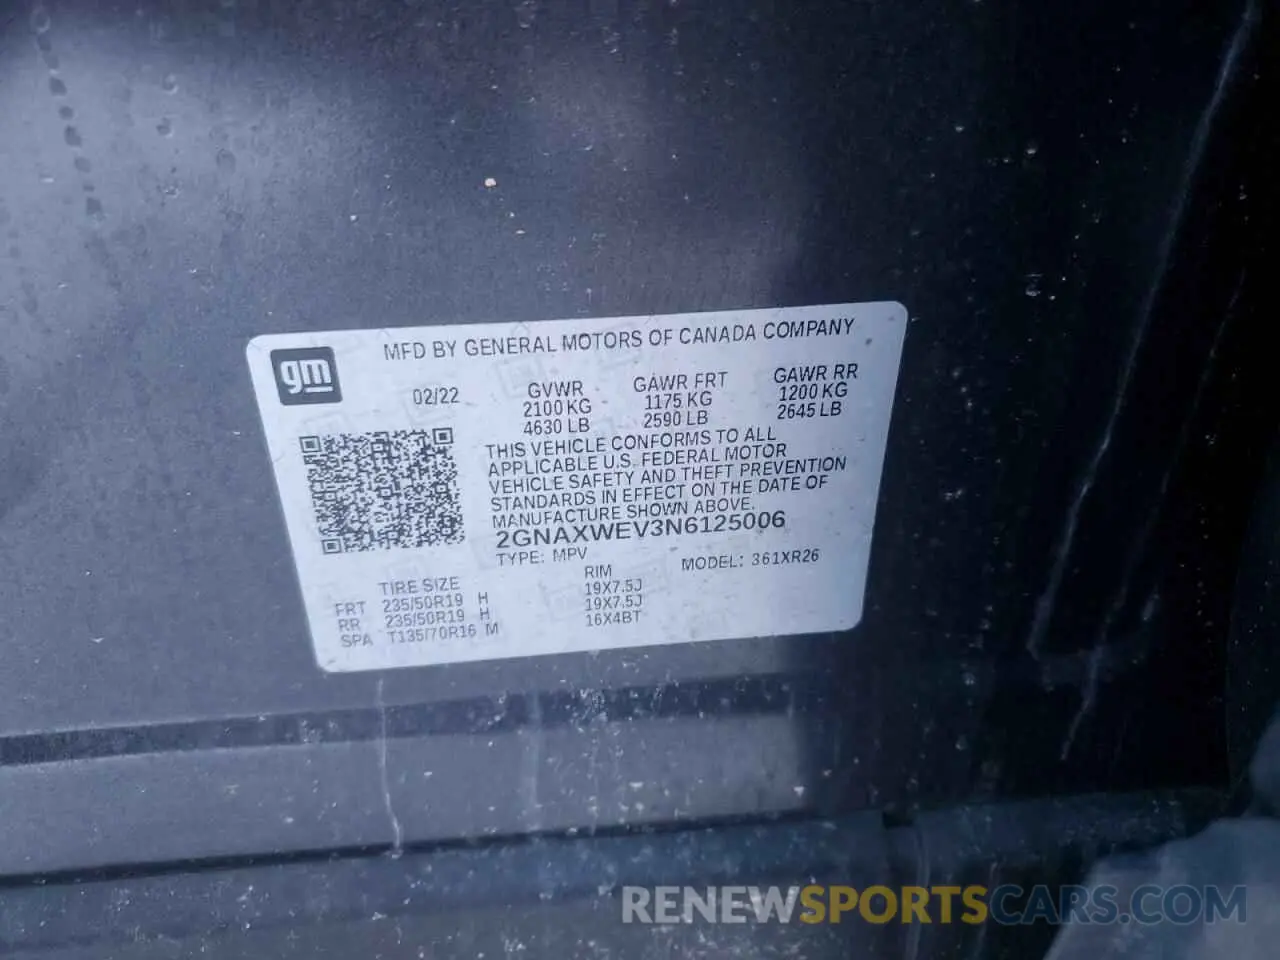 MFD BY GENERAL MOTORS OF CANADA COMPANY
gm
02/22
GVWR
2100 KG
4630 LB
GAWR FRT
1175 KG
2590 LB
GAWR RR
1200 KG
2645 LB
THIS VEHICLE CONFORMS TO ALL
APPLICABLE U.S. FEDERAL MOTOR
VEHICLE SAFETY AND THEFT PREVENTION
STANDARDS IN EFFECT ON THE DATE OF
MANUFACTURE SHOWN ABOVE.
2GNAXWEV3N6125006
TYPE: MPV MODEL: 361XR26
TIRE SIZE RIM
FRT 235/50R19 H 19X7.5J
RR 235/50R19 H 19X7.5J
SPA T135/70R16 M 16X4BT
RENEWSPORTSCARS.COM